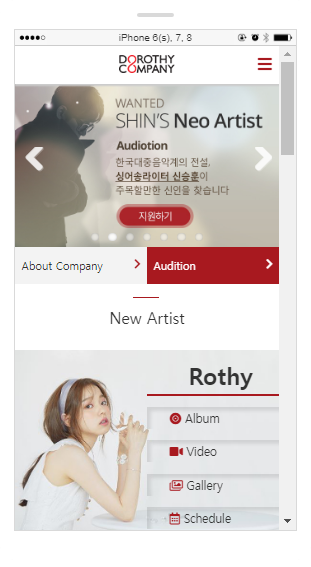 iPhone 6(s), 7, 8
DOROTHY
COMPANY
WANTED
SHIN'S Neo Artist
Audiotion
한국대중음악계의 전설,
싱어송라이터 신승훈이
주목할만한 신인을 찾습니다
지원하기
About Company
Audition
New Artist
Rothy
Album
Video
Gallery
Schedule